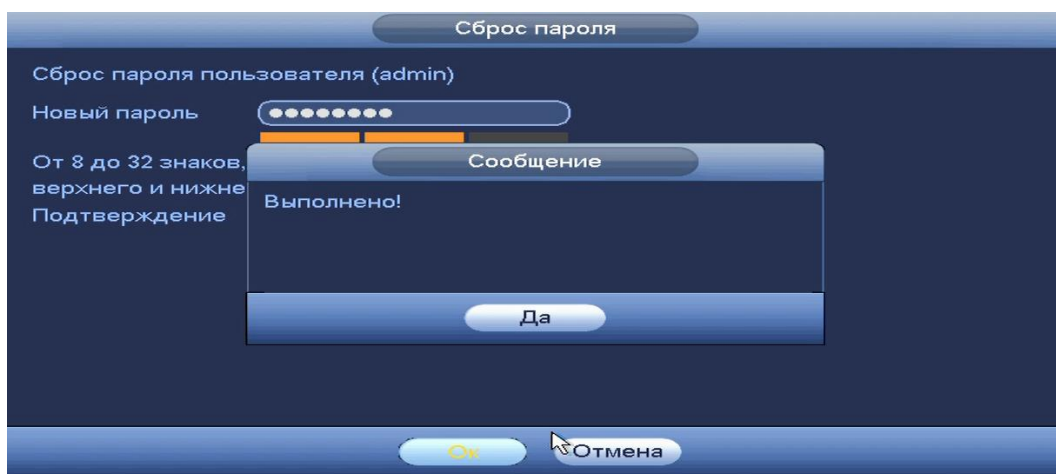 Сброс пароля
Сброс пароля пользователя (admin)
Новый пароль
От 8 до 32 знаков,
верхнего и нижне
Подтверждение
Сообщение
Выполнено!
Да
Ок
Отмена